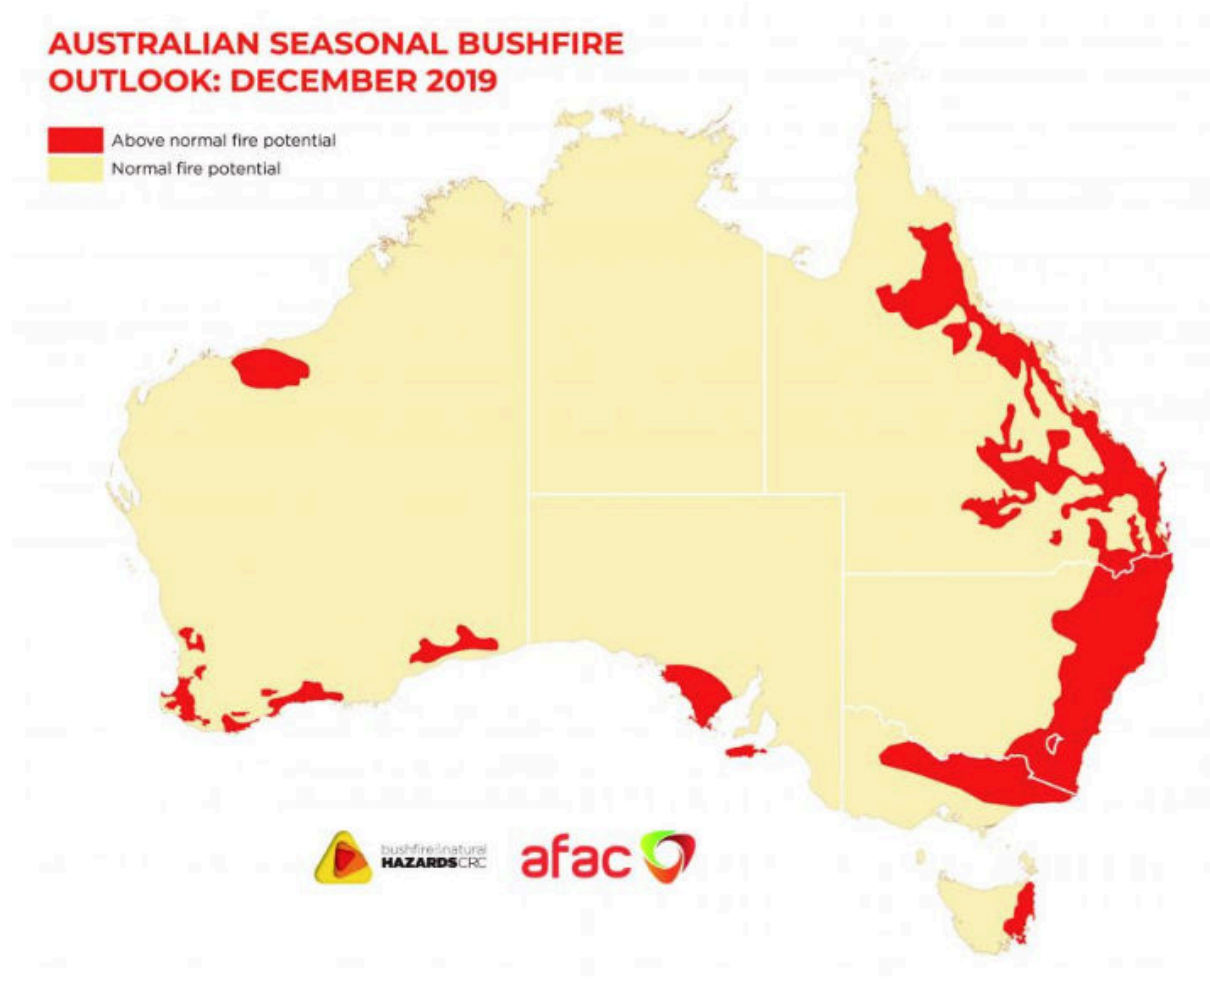 AUSTRALIAN SEASONAL BUSHFIRE
OUTLOOK: DECEMBER 2019
Above normal fire potential
Normal fire potential
bushfire&natural
HAZARDSCRC
afac